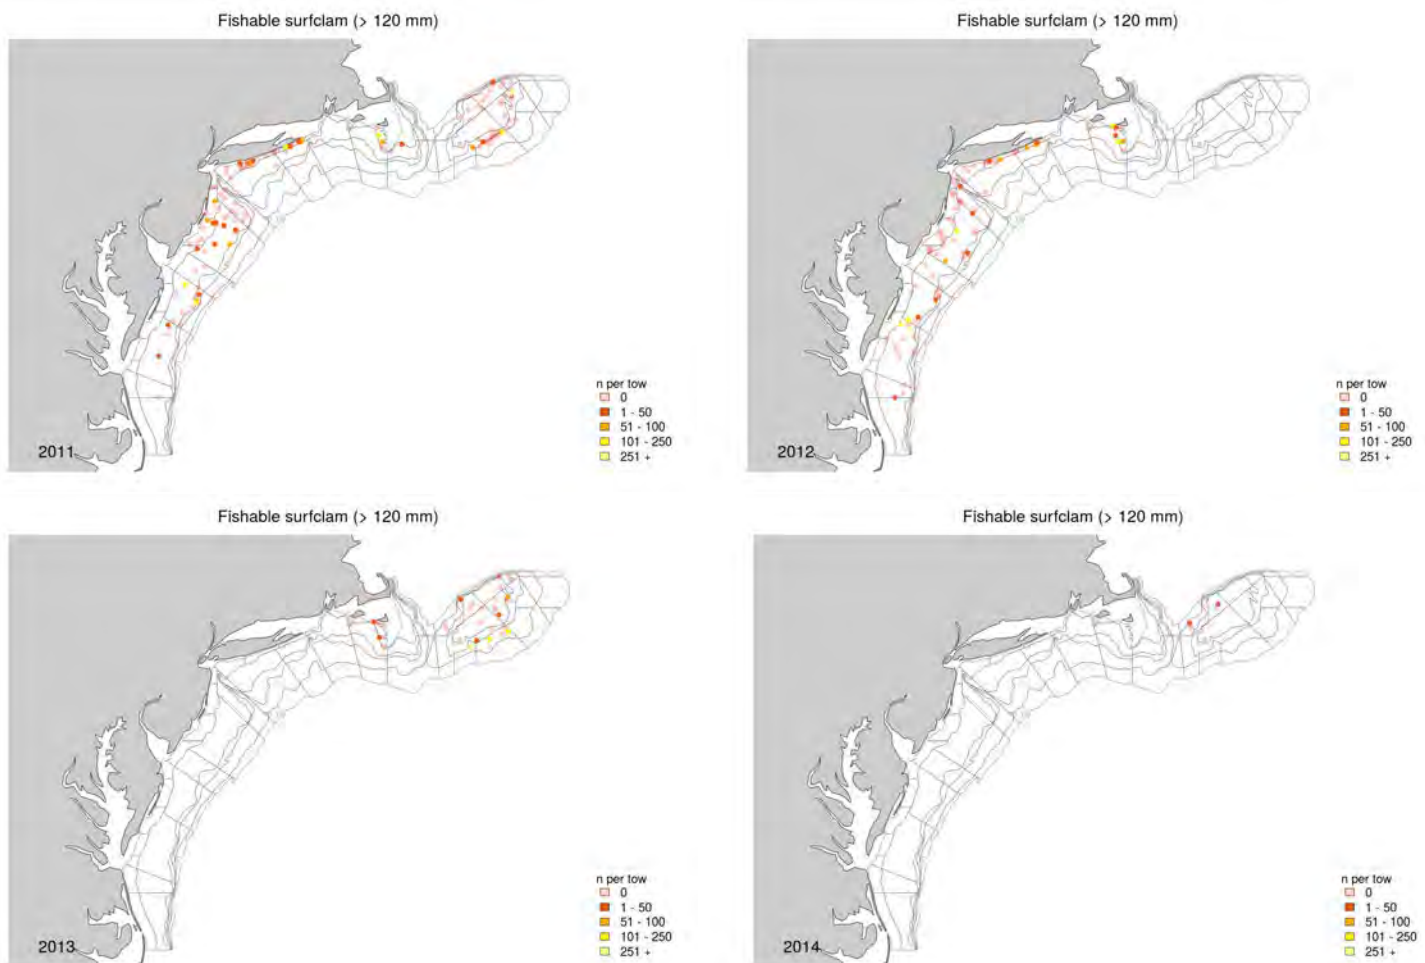 Fishable surfclam (> 120 mm)
n per tow
0
1 - 50
51 - 100
101 - 250
251 +
2011
Fishable surfclam (> 120 mm)
n per tow
0
1 - 50
51 - 100
101 - 250
251 +
2012
Fishable surfclam (> 120 mm)
n per tow
0
1 - 50
51 - 100
101 - 250
251 +
2013
Fishable surfclam (> 120 mm)
n per tow
0
1 - 50
51 - 100
101 - 250
251 +
2014